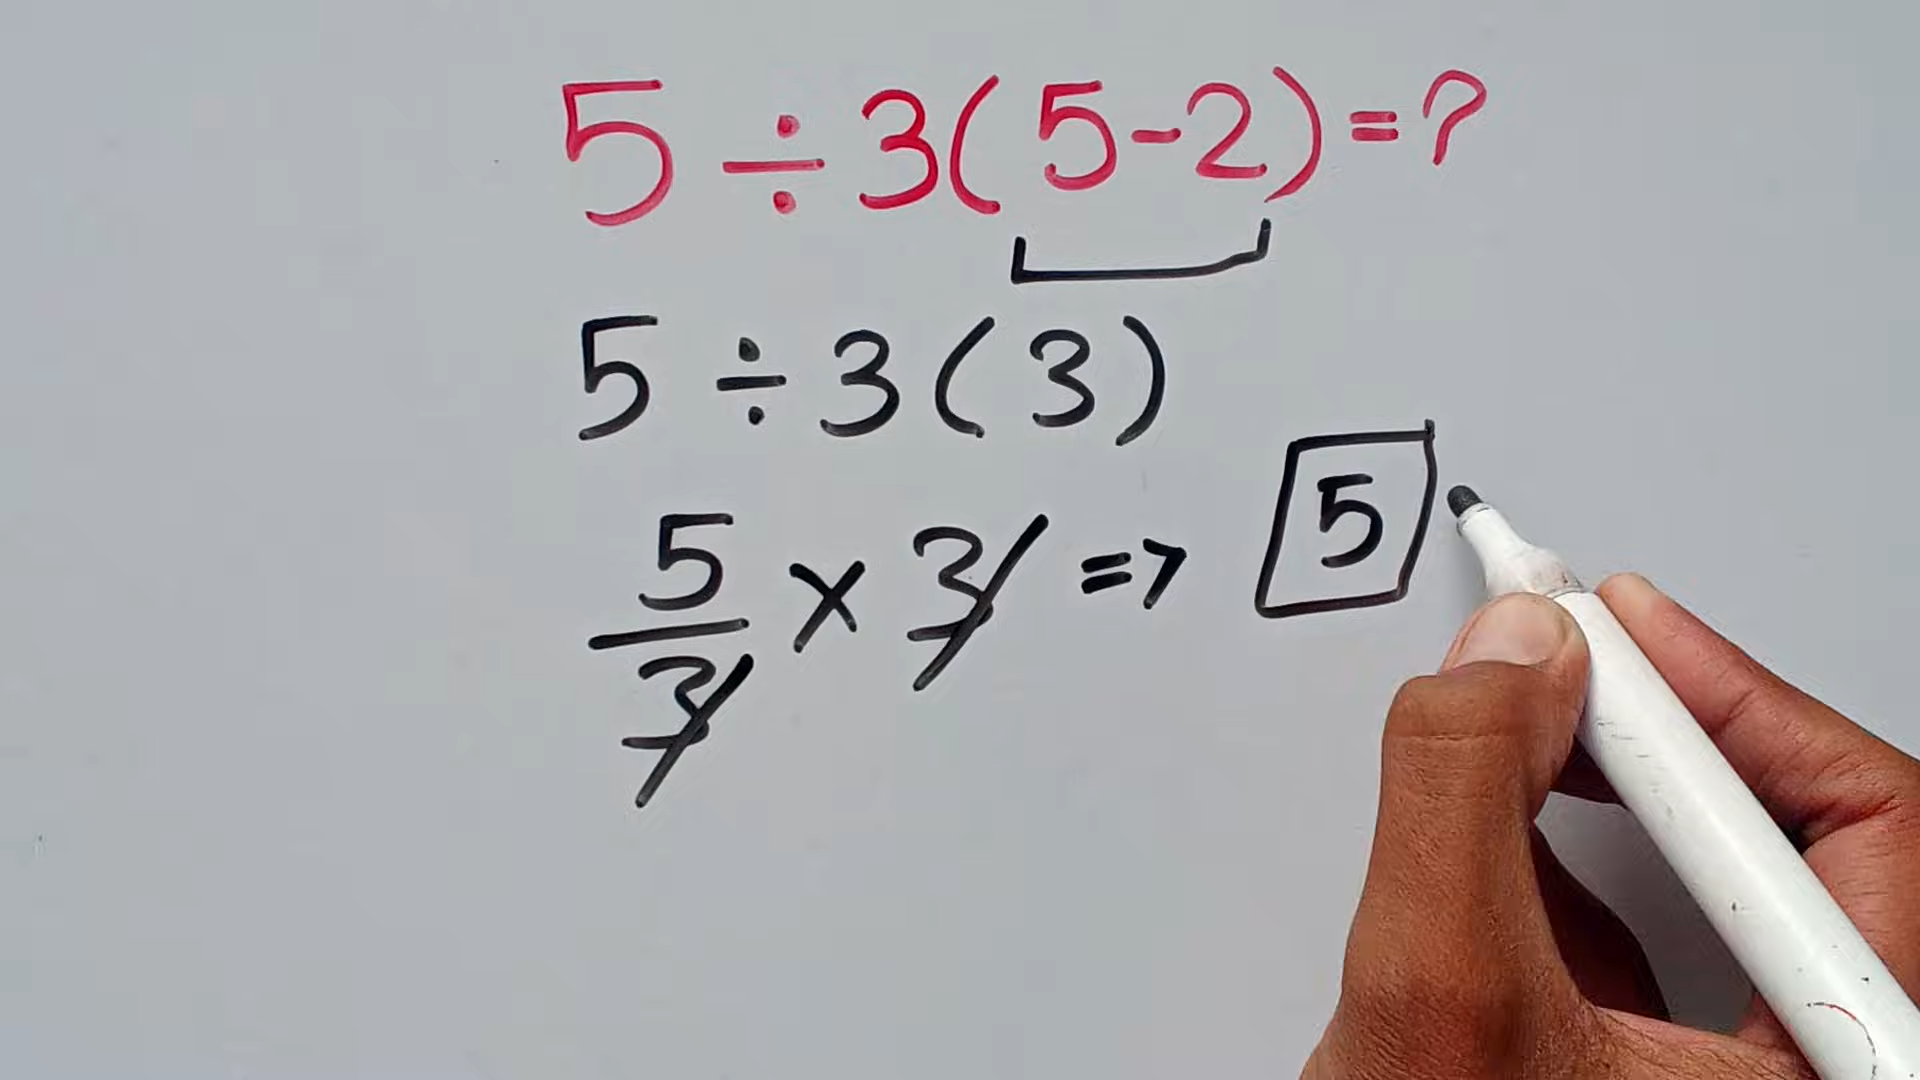 5 ÷ 3(5-2) = ?
5 ÷ 3(3)
5/3 × 3 => 5